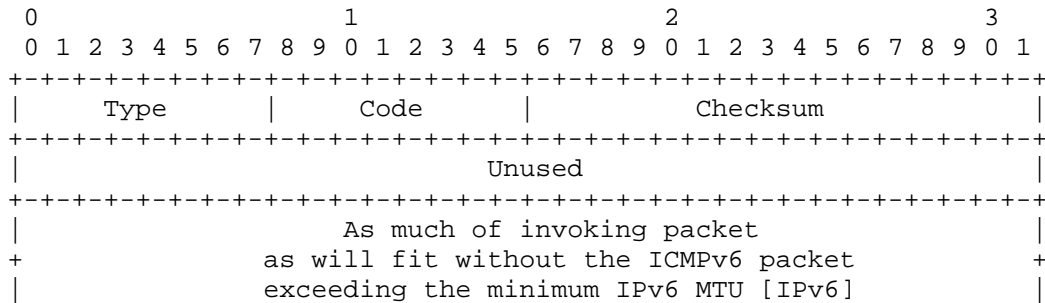 0                   1                   2                   3
 0 1 2 3 4 5 6 7 8 9 0 1 2 3 4 5 6 7 8 9 0 1 2 3 4 5 6 7 8 9 0 1
+-+-+-+-+-+-+-+-+-+-+-+-+-+-+-+-+-+-+-+-+-+-+-+-+-+-+-+-+-+-+-+-+
|     Type      |     Code      |          Checksum             |
+-+-+-+-+-+-+-+-+-+-+-+-+-+-+-+-+-+-+-+-+-+-+-+-+-+-+-+-+-+-+-+-+
|                             Unused                            |
+-+-+-+-+-+-+-+-+-+-+-+-+-+-+-+-+-+-+-+-+-+-+-+-+-+-+-+-+-+-+-+-+
|                    As much of invoking packet                 |
+               as will fit without the ICMPv6 packet           +
|               exceeding the minimum IPv6 MTU [IPv6]           |